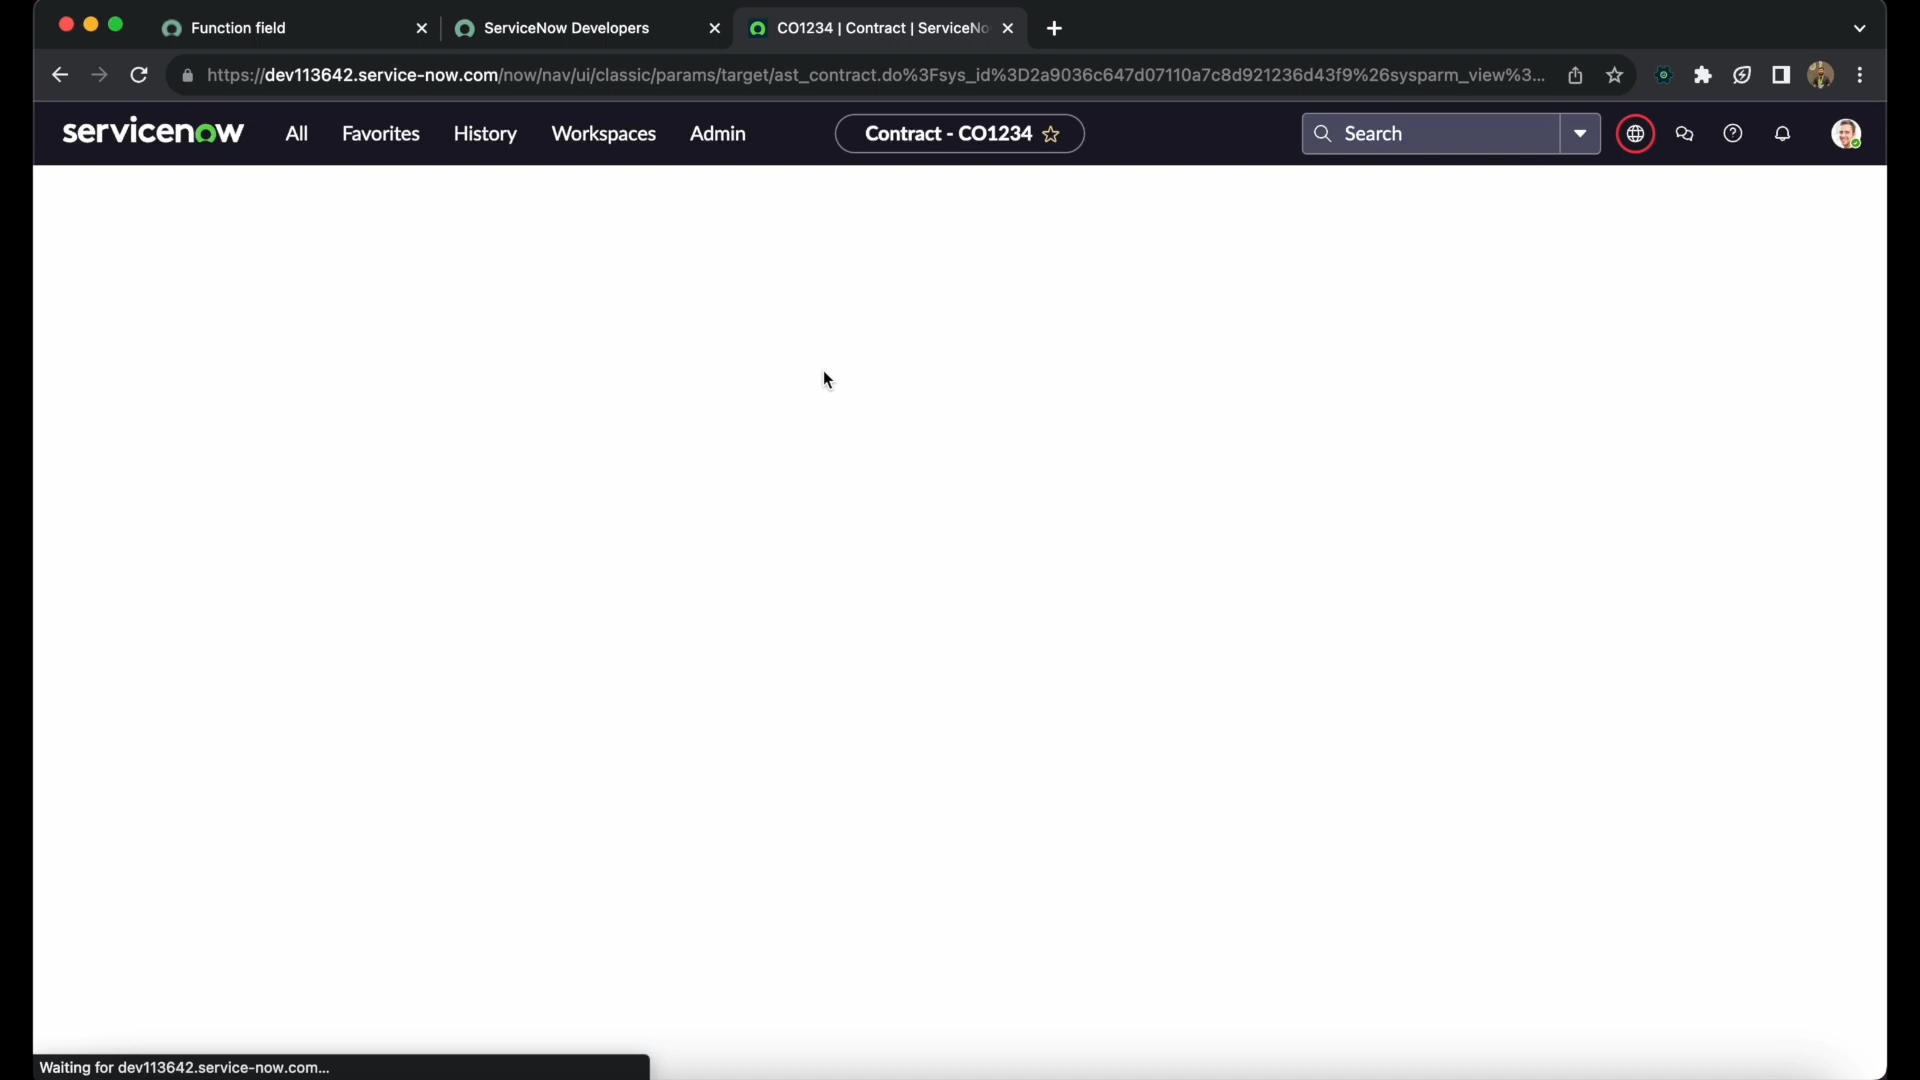 Function field
ServiceNow Developers
CO1234 | Contract | ServiceNo
https://dev113642.service-now.com/now/nav/ui/classic/params/target/ast_contract.do%3Fsys_id%3D2a9036c647d07110a7c8d921236d43f9%26sysparm_view%3...
servicenow
All
Favorites
History
Workspaces
Admin
Contract - CO1234
Search
Waiting for dev113642.service-now.com...